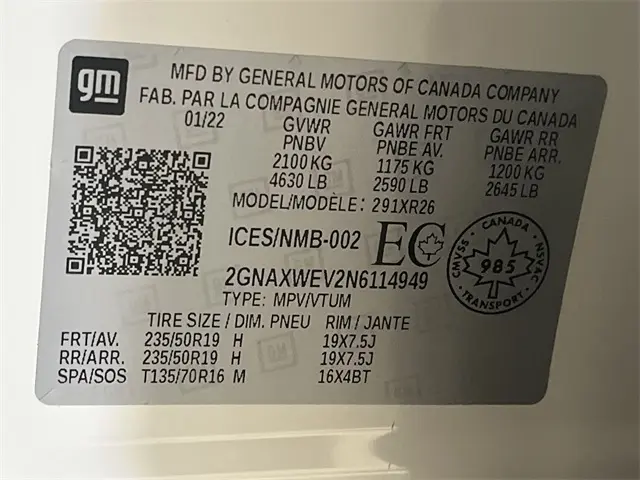 gm
MFD BY GENERAL MOTORS OF CANADA COMPANY
FAB. PAR LA COMPAGNIE GENERAL MOTORS DU CANADA
01/22 GVWR GAWR FRT GAWR RR
PNBV PNBE AV. PNBE ARR.
2100 KG 1175 KG 1200 KG
4630 LB 2590 LB 2645 LB
MODEL/MODÈLE: 291XR26
ICES/NMB-002 EC
CANADA
CMVSS · NSVAC
985
TRANSPORT
2GNAXWEV2N6114949
TYPE: MPV/VTUM
TIRE SIZE / DIM. PNEU RIM / JANTE
FRT/AV. 235/50R19 H 19X7.5J
RR/ARR. 235/50R19 H 19X7.5J
SPA/SOS T135/70R16 M 16X4BT